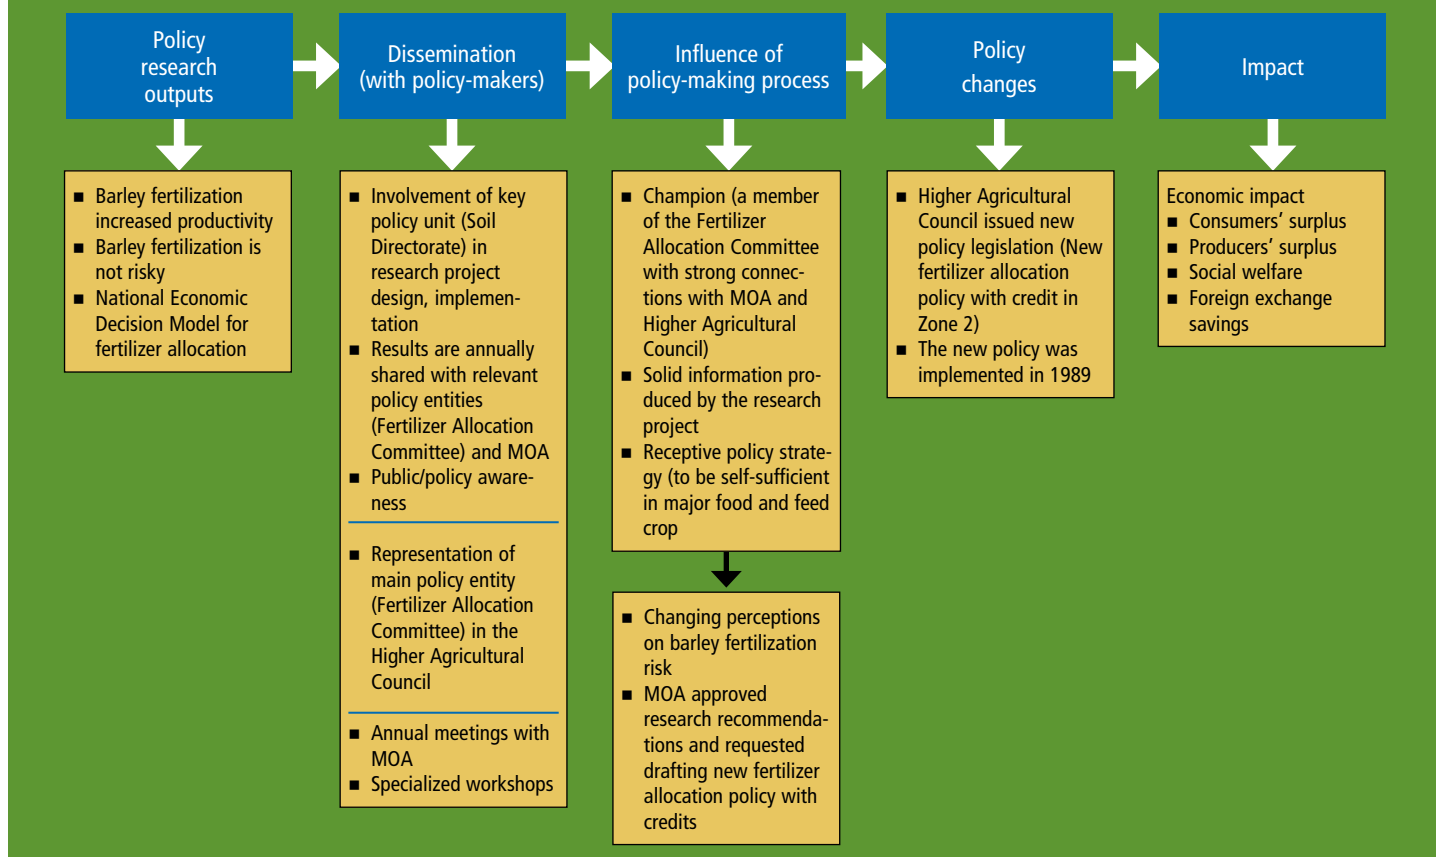 Policy
research
outputs
Dissemination
(with policy-makers)
Influence of
policy-making process
Policy
changes
Impact
■ Barley fertilization
increased productivity
■ Barley fertilization is
not risky
■ National Economic
Decision Model for
fertilizer allocation
■ Involvement of key
policy unit (Soil
Directorate) in
research project
design, implemen-
tation
■ Results are annually
shared with relevant
policy entities
(Fertilizer Allocation
Committee) and MOA
■ Public/policy aware-
ness
■ Representation of
main policy entity
(Fertilizer Allocation
Committee) in the
Higher Agricultural
Council
■ Annual meetings with
MOA
■ Specialized workshops
■ Champion (a member
of the Fertilizer
Allocation Committee
with strong connec-
tions with MOA and
Higher Agricultural
Council)
■ Solid information pro-
duced by the research
project
■ Receptive policy strate-
gy (to be self-sufficient
in major food and feed
crop
■ Changing perceptions
on barley fertilization
risk
■ MOA approved
research recommenda-
tions and requested
drafting new fertilizer
allocation policy with
credits
■ Higher Agricultural
Council issued new
policy legislation (New
fertilizer allocation
policy with credit in
Zone 2)
■ The new policy was
implemented in 1989
Economic impact
■ Consumers’ surplus
■ Producers’ surplus
■ Social welfare
■ Foreign exchange
savings